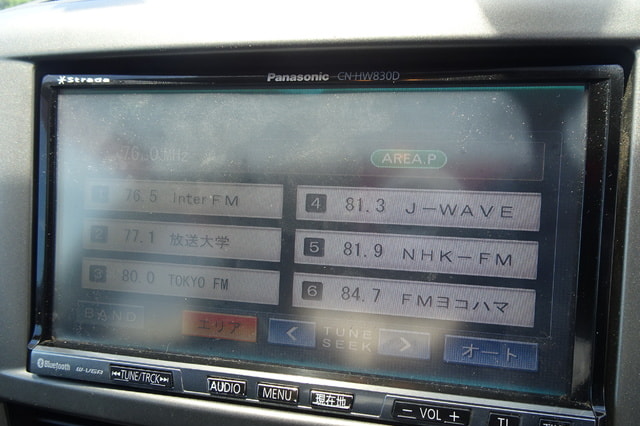 Strada Panasonic CN-HW830D
MHz AREA.P
1 76.5 InterFM
2 77.1 放送大学
3 80.0 TOKYO FM
4 81.3 J-WAVE
5 81.9 NHK-FM
6 84.7 FMヨコハマ
BAND エリア < TUNE SEEK > オート
Bluetooth W-VGA TUNE/TRCK AUDIO MENU 現在地 – VOL +